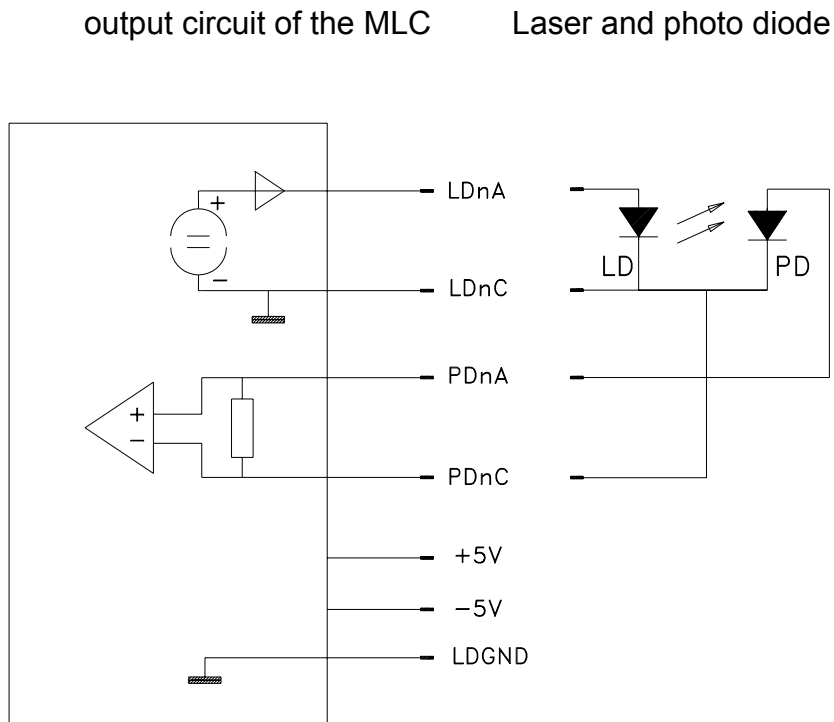 output circuit of the MLC Laser and photo diode
+
LDnA
LD
PD
−
LDnC
PDnA
+
−
PDnC
+5V
−5V
LDGND